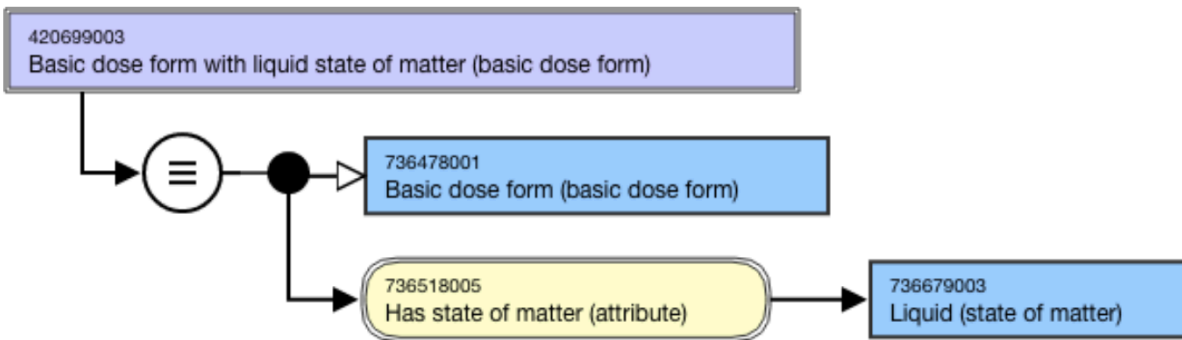 420699003
Basic dose form with liquid state of matter (basic dose form)
≡
736478001
Basic dose form (basic dose form)
736518005
Has state of matter (attribute)
736679003
Liquid (state of matter)